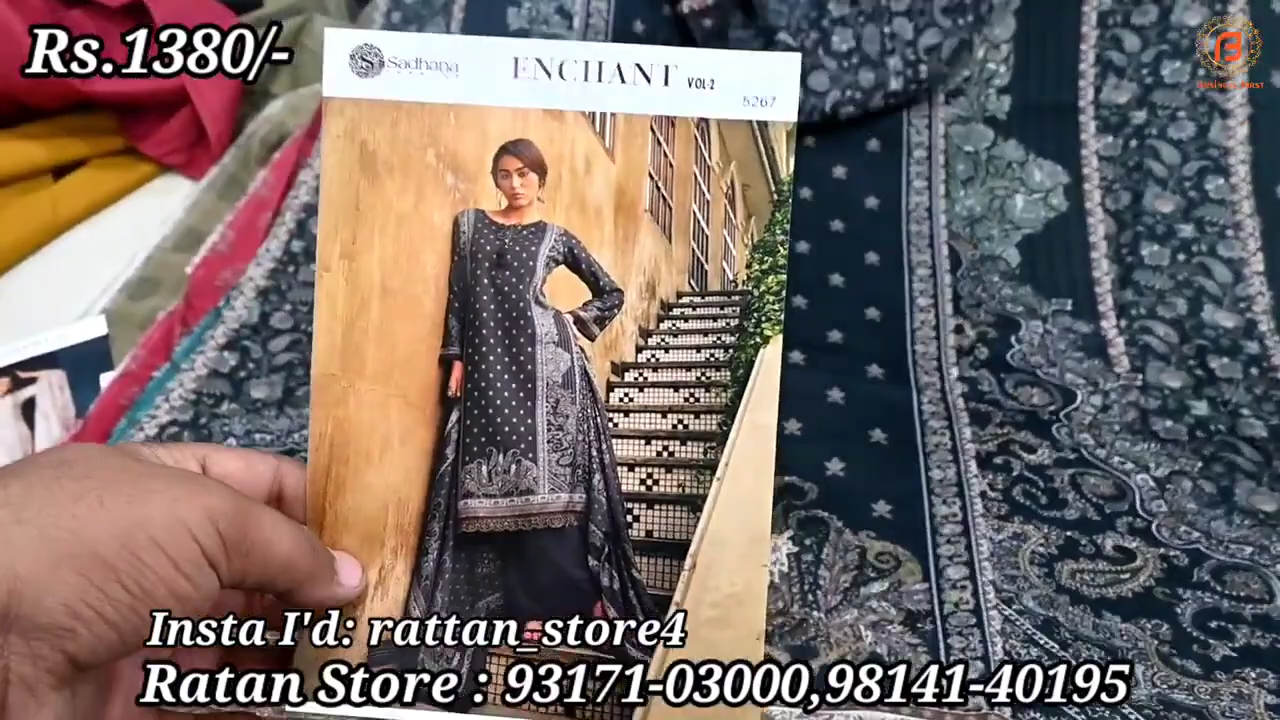 Rs.1380/-
Sadhana
ENCHANT VOL-2
5267
Insta I'd: rattan_store4
Ratan Store : 93171-03000,98141-40195